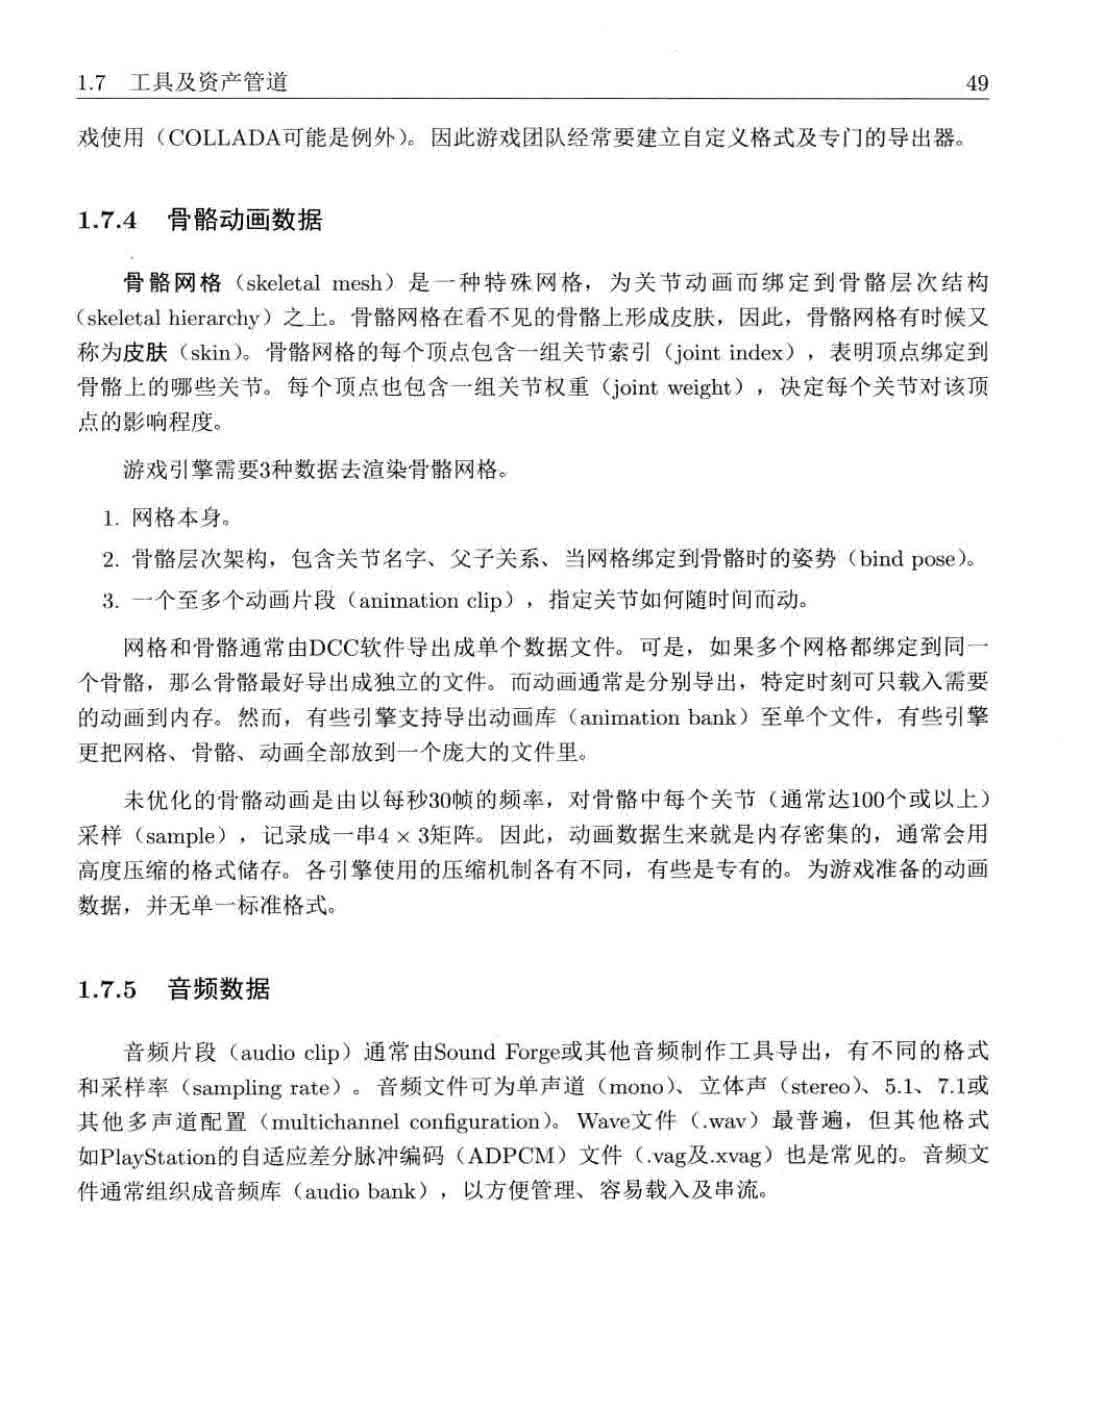 1.7 工具及资产管道 49
戏使用（COLLADA可能是例外）。因此游戏团队经常要建立自定义格式及专门的导出器。
1.7.4 骨骼动画数据
骨骼网格（skeletal mesh）是一种特殊网格，为关节动画而绑定到骨骼层次结构
（skeletal hierarchy）之上。骨骼网格在看不见的骨骼上形成皮肤，因此，骨骼网格有时候又
称为皮肤（skin）。骨骼网格的每个顶点包含一组关节索引（joint index），表明顶点绑定到
骨骼上的哪些关节。每个顶点也包含一组关节权重（joint weight），决定每个关节对该顶
点的影响程度。
游戏引擎需要3种数据去渲染骨骼网格。
1. 网格本身。
2. 骨骼层次架构，包含关节名字、父子关系、当网格绑定到骨骼时的姿势（bind pose）。
3. 一个至多个动画片段（animation clip），指定关节如何随时间而动。
网格和骨骼通常由DCC软件导出成单个数据文件。可是，如果多个网格都绑定到同一
个骨骼，那么骨骼最好导出成独立的文件。而动画通常是分别导出，特定时刻可只载入需要
的动画到内存。然而，有些引擎支持导出动画库（animation bank）至单个文件，有些引擎
更把网格、骨骼、动画全部放到一个庞大的文件里。
未优化的骨骼动画是由以每秒30帧的频率，对骨骼中每个关节（通常达100个或以上）
采样（sample），记录成一串4 × 3矩阵。因此，动画数据生来就是内存密集的，通常会用
高度压缩的格式储存。各引擎使用的压缩机制各有不同，有些是专有的。为游戏准备的动画
数据，并无单一标准格式。
1.7.5 音频数据
音频片段（audio clip）通常由Sound Forge或其他音频制作工具导出，有不同的格式
和采样率（sampling rate）。音频文件可为单声道（mono）、立体声（stereo）、5.1、7.1或
其他多声道配置（multichannel configuration）。Wave文件（.wav）最普遍，但其他格式
如PlayStation的自适应差分脉冲编码（ADPCM）文件（.vag及.xvag）也是常见的。音频文
件通常组织成音频库（audio bank），以方便管理、容易载入及串流。